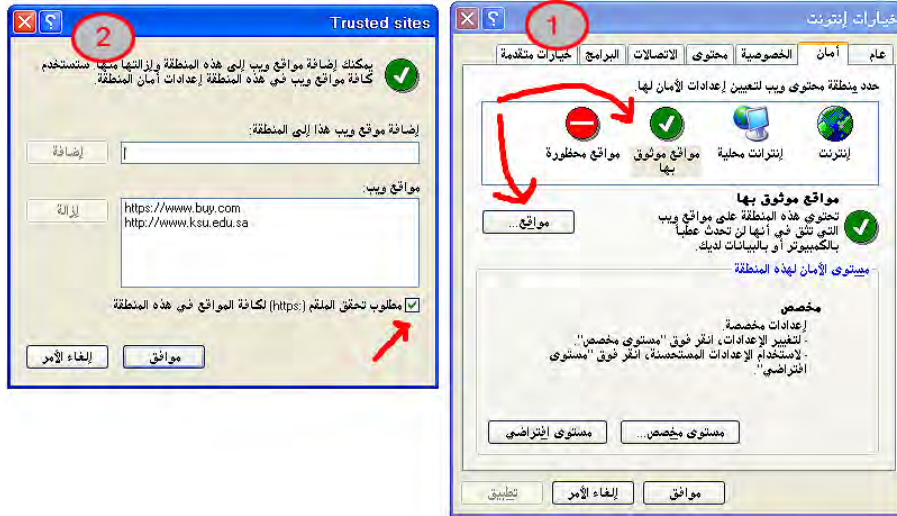 1
خيارات إنترنت
عام
أمان
الخصوصية
محتوى
الاتصالات
البرامج
خيارات متقدمة
حدد منطقة محتوى ويب لتعيين إعدادات الأمان لها.
إنترنت
إنترانت محلية
مواقع موثوق
بها
مواقع محظورة
مواقع موثوق بها
تحتوي هذه المنطقة على مواقع ويب
التي تثق في أنها لن تحدث عطباً
بالكمبيوتر أو بالبيانات لديك.
مواقع...
مستوى الأمان لهذه المنطقة
مخصص
إعدادات مخصصة.
- لتغيير الإعدادات، انقر فوق "مستوى مخصص".
- لاستخدام الإعدادات المستحسنة، انقر فوق "مستوى
افتراضي".
مستوى مخصص...
مستوى افتراضي
موافق
إلغاء الأمر
تطبيق
2
Trusted sites
يمكنك إضافة مواقع ويب إلى هذه المنطقة وإزالتها منها. ستستخدم
كافة مواقع ويب في هذه المنطقة إعدادات أمان المنطقة.
إضافة موقع ويب هذا إلى المنطقة:
إضافة
مواقع ويب:
https://www.buy.com
http://www.ksu.edu.sa
إزالة
مطلوب تحقق الملقم (https:) لكافة المواقع في هذه المنطقة
موافق
إلغاء الأمر